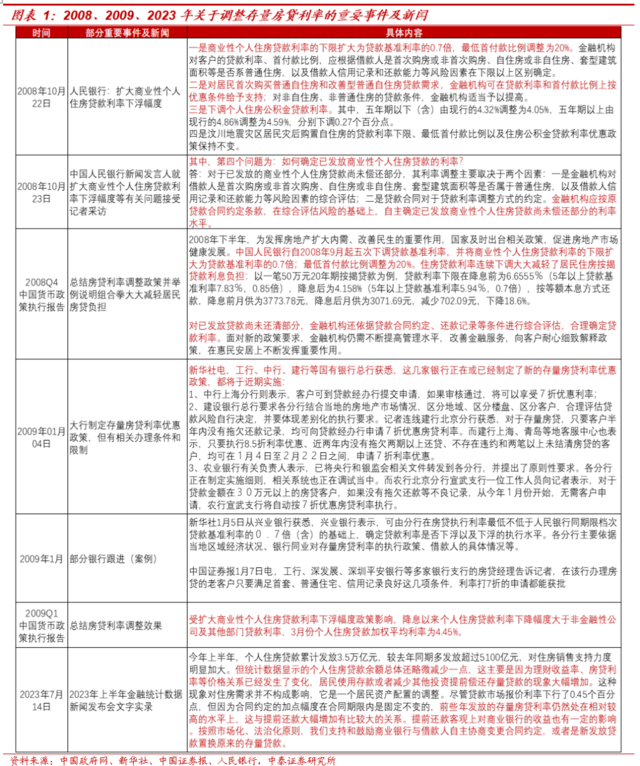 图表 1：2008、2009、2023 年关于调整存量房贷利率的重要事件及新闻
时间
部分重要事件及新闻
具体内容
2008年10月
22日
人民银行：扩大商业性个人住
房贷款利率下浮幅度
一是商业性个人住房贷款利率的下限扩大为贷款基准利率的0.7倍，最低首付款比例调整为20%。金融机构
对客户的贷款利率、首付款比例，应根据借款人是首次购房或非首次购房、自住房或非自住房、套型建筑
面积等是否系普通住房，以及借款人信用记录和还款能力等风险因素在下限以上区别确定。
二是对居民首次购买普通自住房和改善型普通自住房贷款需求，金融机构可在贷款利率和首付款比例上按
优惠条件给予支持；对非自住房、非普通住房的贷款条件，金融机构适当予以提高。
三是下调个人住房公积金贷款利率。其中，五年期以下（含）由现行的4.32%调整为4.05%，五年期以上由
现行的4.86%调整为4.59%，分别下调0.27个百分点。
四是汶川地震灾区居民灾后购置自住房的贷款利率下限、最低首付款比例以及住房公积金贷款利率优惠政
策保持不变。
2008年10月
23日
中国人民银行新闻发言人就
扩大商业性个人住房贷款利
率下浮幅度等有关问题接受
记者采访
其中，第四个问题为：如何确定已发放商业性个人住房贷款的利率？
答：对于已发放的商业性个人住房贷款尚未偿还部分，其利率调整主要取决于两个因素：一是金融机构对
借款人是首次购房或非首次购房、自住房或非自住房、套型建筑面积等是否属于普通住房，以及借款人信
用记录和还款能力等风险因素的综合评估；二是贷款合同对于贷款利率调整方式的约定。金融机构应按原
贷款合同约定条款，在综合评估风险的基础上，自主确定已发放商业性个人住房贷款尚未偿还部分的利率
水平。
2008Q4
中国货币政
策执行报告
总结房贷利率调整政策并举
例说明组合拳大大减轻居民
房贷负担
2008年下半年，为发挥房地产扩大内需、改善民生的重要作用，国家及时出台相关政策，促进房地产市场
健康发展。中国人民银行自2008年9月起五次下调贷款基准利率，并将商业性个人住房贷款利率的下限扩
大为贷款基准利率的0.7倍；最低首付款比例调整为20%。住房贷款利率连续下调大大减轻了居民住房按揭
贷款利息负担：以一笔50万元20年期按揭贷款为例，贷款利率下限在降息前为6.6555%（5年以上贷款基
准利率7.83%，0.85倍），降息后为4.158%（5年以上贷款基准利率5.94%，0.7倍），按等额本息方式还
款，降息前月供为3773.78元，降息后月供为3071.69元，减少702.09元，下降18.6%。
对已发放贷款尚未还清部分，金融机构还依据贷款合同约定、还款记录等条件进行综合评估，合理确定贷
款利率。面对新的政策要求，金融机构仍需不断提高管理水平，改善金融服务，向客户耐心细致解释政
策，在惠民安居上不断发挥重要作用。
2009年01月
04日
大行制定存量房贷利率优惠
政策，但有相关办理条件和
限制
新华社电，工行、中行、建行等国有银行总行获悉，这几家银行正在或已经制定了新的存量房贷利率优惠
政策，都将于近期实施：
1、中行上海分行则表示，客户可到贷款经办行提交申请，如果审核通过，将可以享受７折优惠利率；
2、建设银行总行要求各分行结合当地的房地产市场情况，区分地域、区分楼盘、区分客户，合理评估贷
款风险自行决定，并要体现差别化的执行要求。记者连线建行北京分行获悉，对于存量房贷，只要客户半
年内没有拖欠还款记录，均可向贷款经办行申请７折优惠房贷利率。而建行上海、青岛等地客服中心也表
示，只要执行8.5折利率优惠、近两年内没有拖欠两期以上还贷、不存在违约和两笔以上未结清房贷的客
户，均可在１月４日至２月２２日之间，申请７折利率优惠。
3、农业银行有关负责人表示，已将央行和银监会相关文件转发到各分行，并提出了原则性要求。各分行
正在制定实施细则，相关系统也正在调试当中。而农行北京分行宣武支行一位工作人员向记者表示，对于
贷款金额在３０万元以上的房贷客户，如果没有拖欠还款等不良记录，从今年１月份开始，无需客户申
请，农行宣武支行将自动按７折优惠房贷利率执行。
2009年1月
部分银行跟进（案例）
新华社1月5日从兴业银行获悉，兴业银行表示，可由分行在房贷执行利率最低不低于人民银行同期限档次
贷款基准利率的０．７倍（含）的基础上，确定贷款利率是否下浮以及下浮的执行水平。各分行主要依据
当地区域经济状况、银行同业对存量房贷利率的执行政策、借款人的具体情况等。
中国证券报1月7日电，工行、深发展、深圳平安银行等多家银行支行的房贷经理告诉记者，在该行办理房
贷的老客户只要满足首套、普通住宅、信用记录良好这几项条件，利率打7折的申请都能获批
2009Q1
中国货币政
策执行报告
总结房贷利率调整效果
受扩大商业性个人住房贷款利率下浮幅度政策影响，降息以来个人住房贷款利率下降幅度大于非金融性公
司及其他部门贷款利率，3月份个人住房贷款加权平均利率为4.45%。
2023年7月
14日
2023年上半年金融统计数据
新闻发布会文字实录
今年上半年，个人住房贷款累计发放3.5万亿元，较去年同期多发放超过5100亿元，对住房销售支持力度
明显加大。但统计数据显示的个人住房贷款余额总体还略微减少一点，这主要是因为理财收益率、房贷利
率等价格关系已经发生了变化，居民使用存款或者减少其他投资提前偿还存量贷款的现象大幅增加。这种
现象对住房需求并不构成影响，它是一个居民资产配置的调整。尽管贷款市场报价利率下行了0.45个百分
点，但因为合同约定的加点幅度在合同期限内是固定不变的，前些年发放的存量房贷利率仍然处在相对较
高的水平上，这与提前还款大幅增加有比较大的关系。提前还款客观上对商业银行的收益也有一定的影响
。按照市场化、法治化原则，我们支持和鼓励商业银行与借款人自主协商变更合同约定，或者是新发放贷
款置换原来的存量贷款。
资料来源：中国政府网、新华社、中国证券报、人民银行，中泰证券研究所